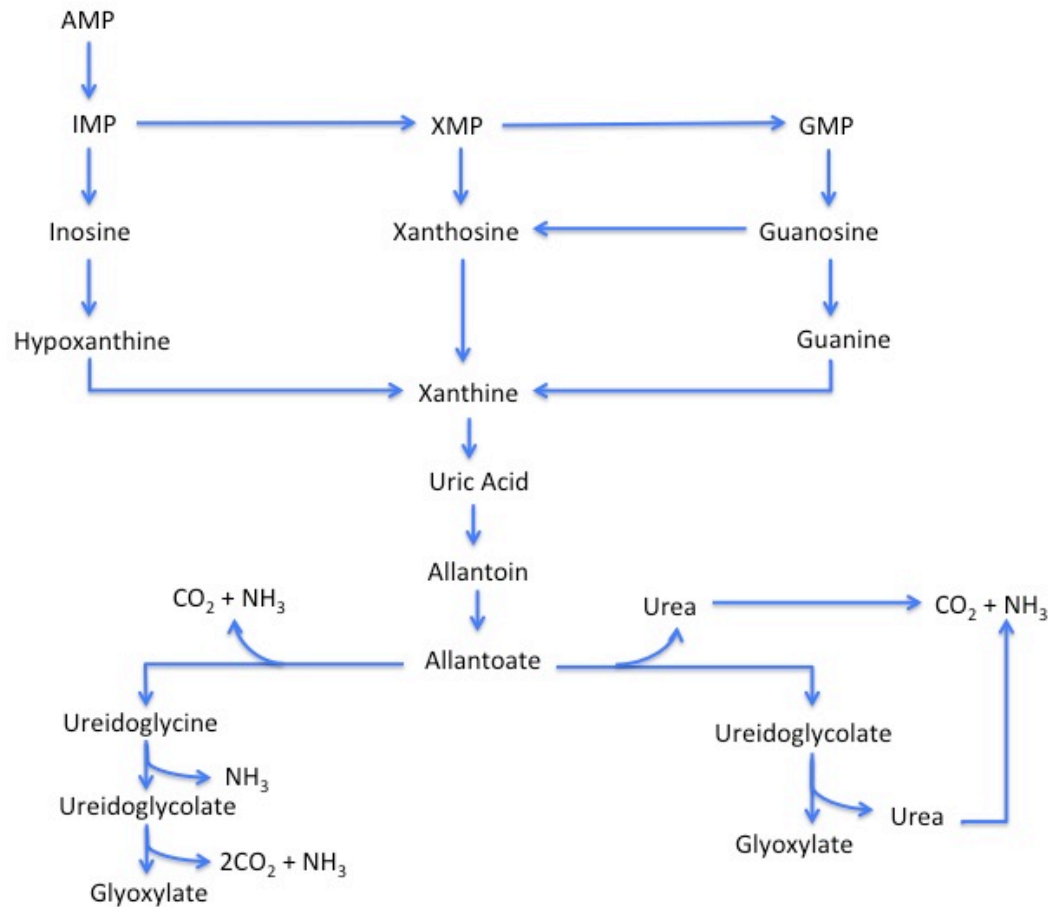 AMP
IMP
XMP
GMP
Inosine
Xanthosine
Guanosine
Hypoxanthine
Guanine
Xanthine
Uric Acid
Allantoin
CO₂ + NH₃
Urea
CO₂ + NH₃
Allantoate
Ureidoglycine
Ureidoglycolate
NH₃
Ureidoglycolate
Urea
Glyoxylate
2CO₂ + NH₃
Glyoxylate